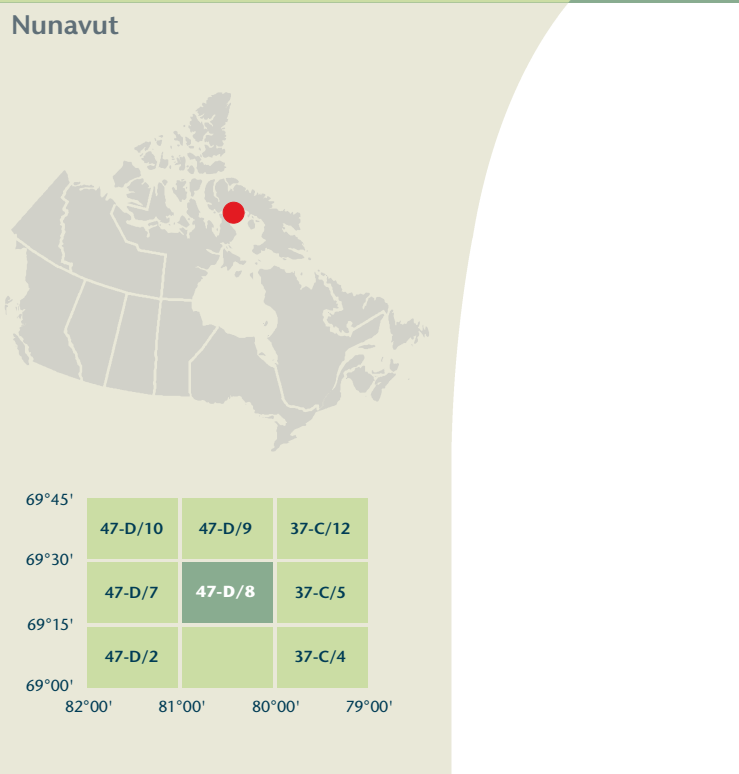 Nunavut
69°45'
47-D/10 47-D/9 37-C/12
69°30'
47-D/7 47-D/8 37-C/5
69°15'
47-D/2 37-C/4
69°00'
82°00' 81°00' 80°00' 79°00'